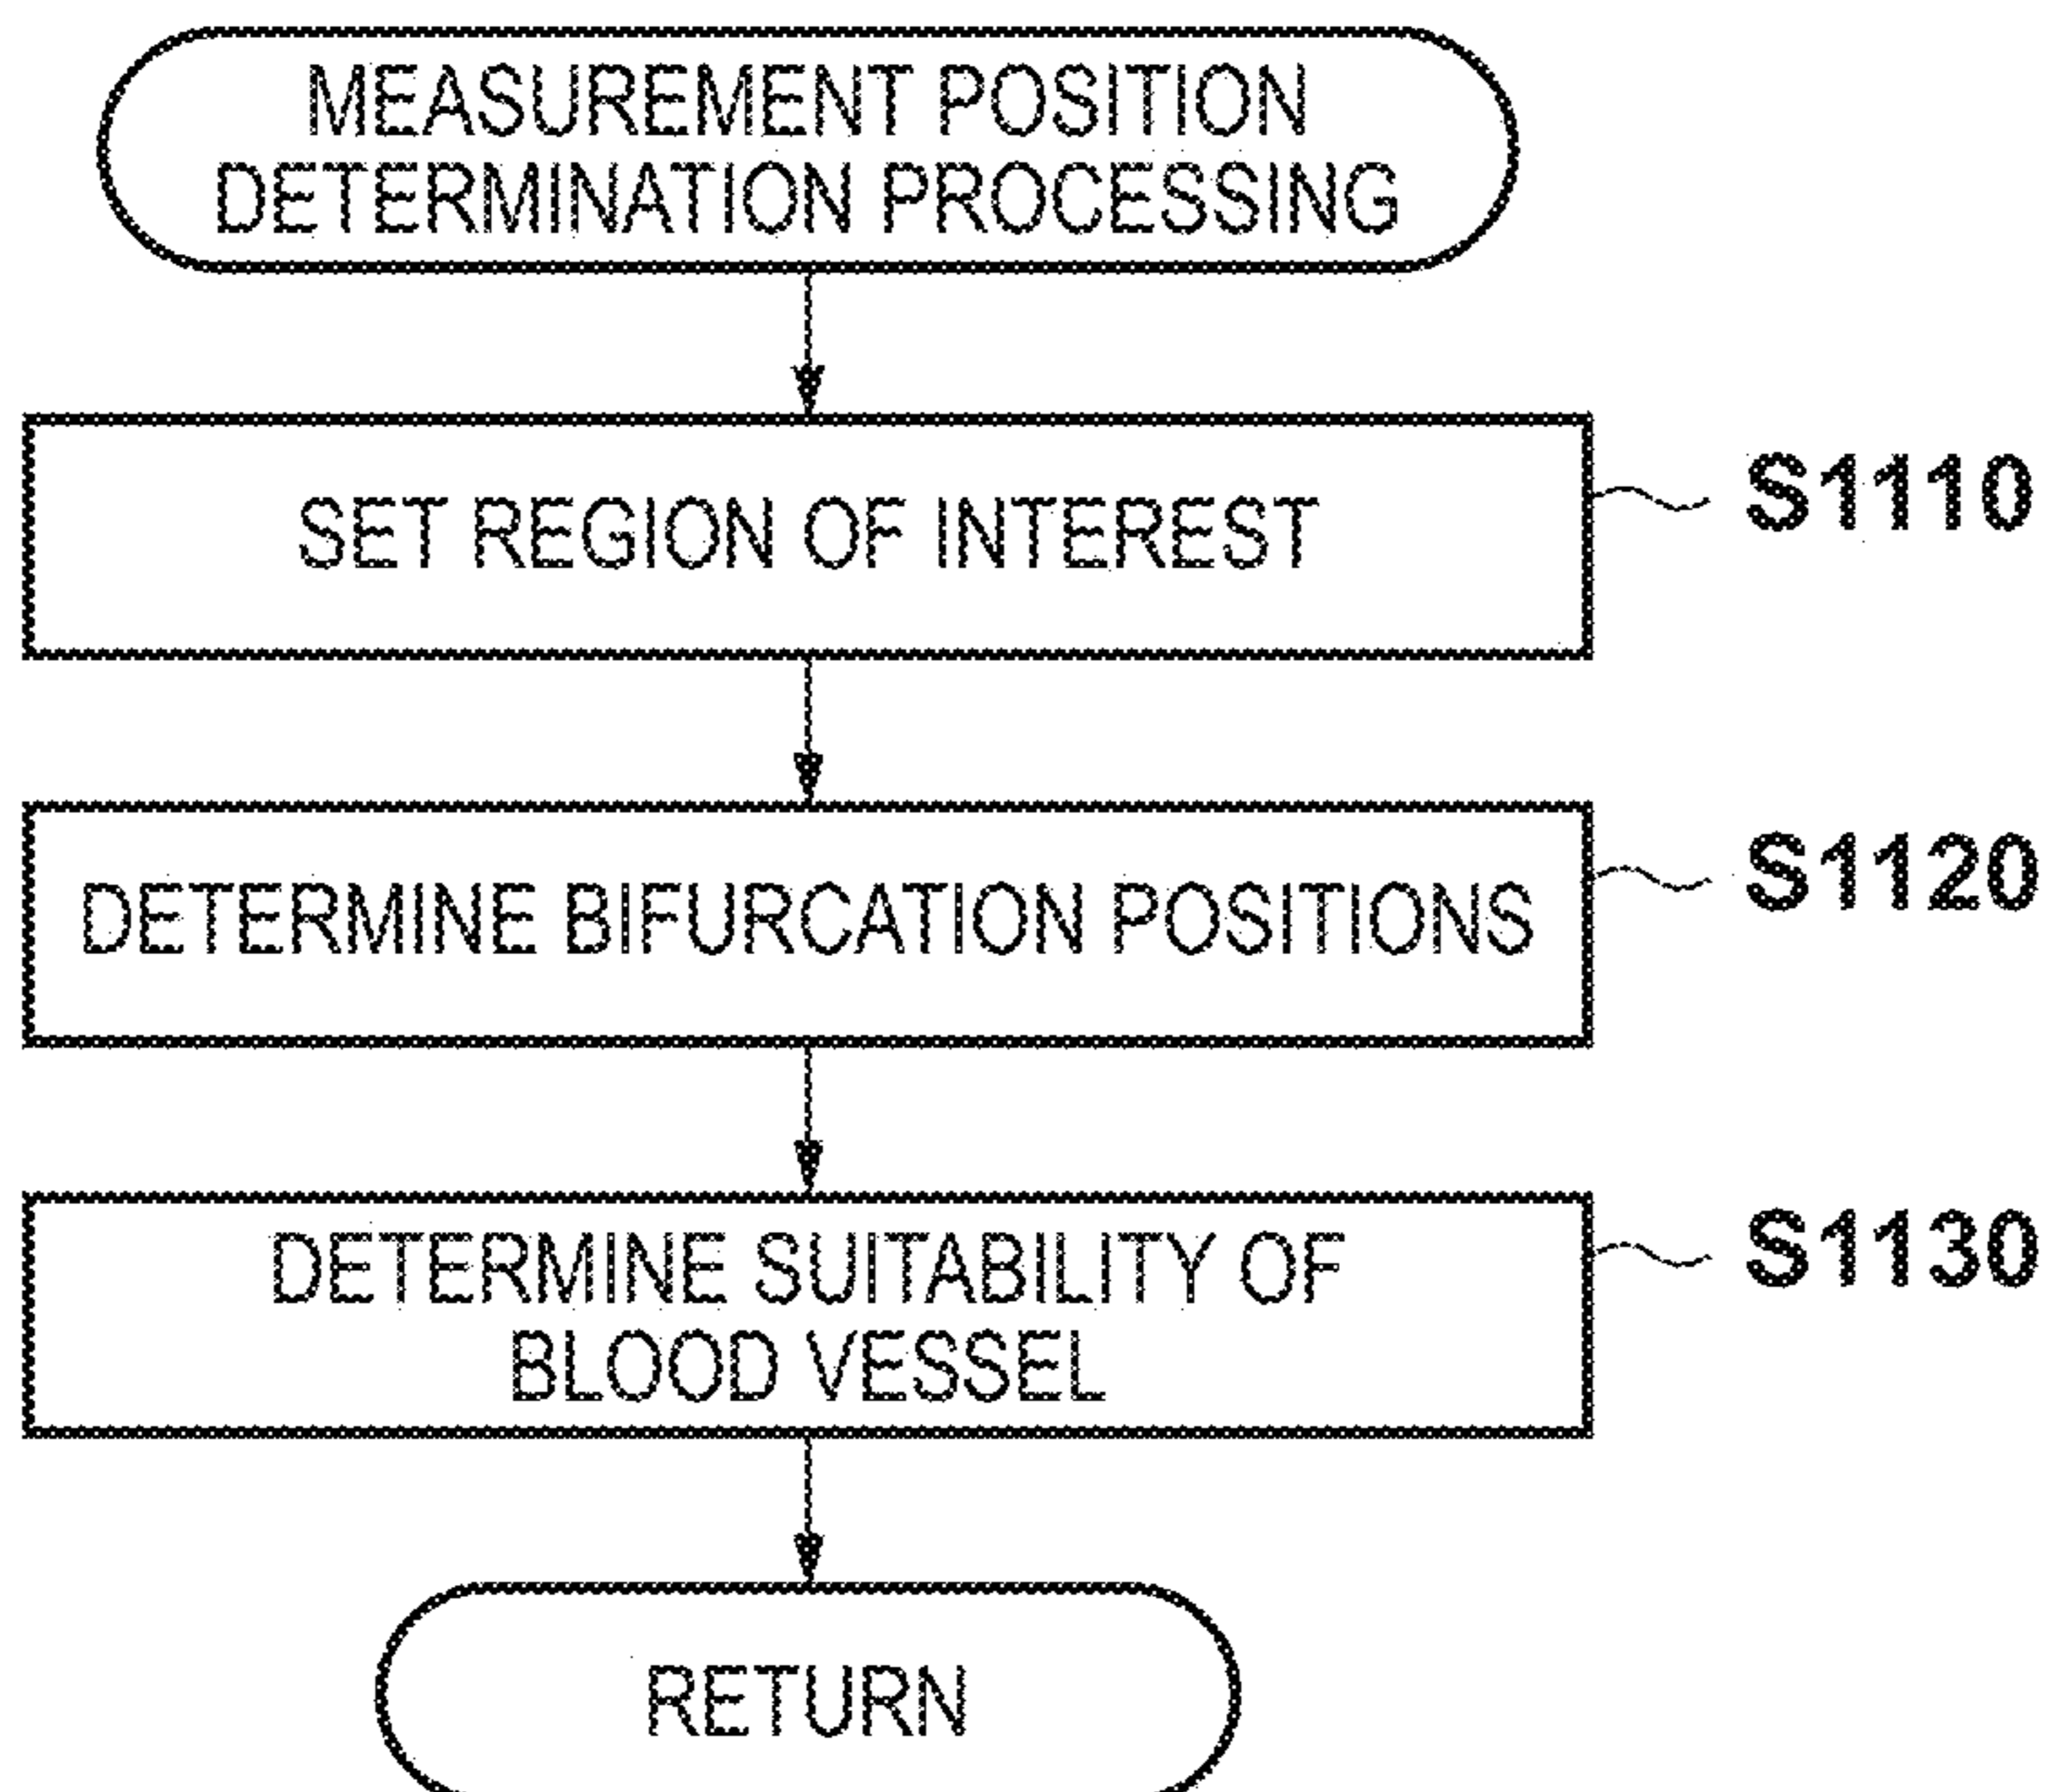 MEASUREMENT POSITION
DETERMINATION PROCESSING
SET REGION OF INTEREST
S1110
DETERMINE BIFURCATION POSITIONS
S1120
DETERMINE SUITABILITY OF
BLOOD VESSEL
S1130
RETURN